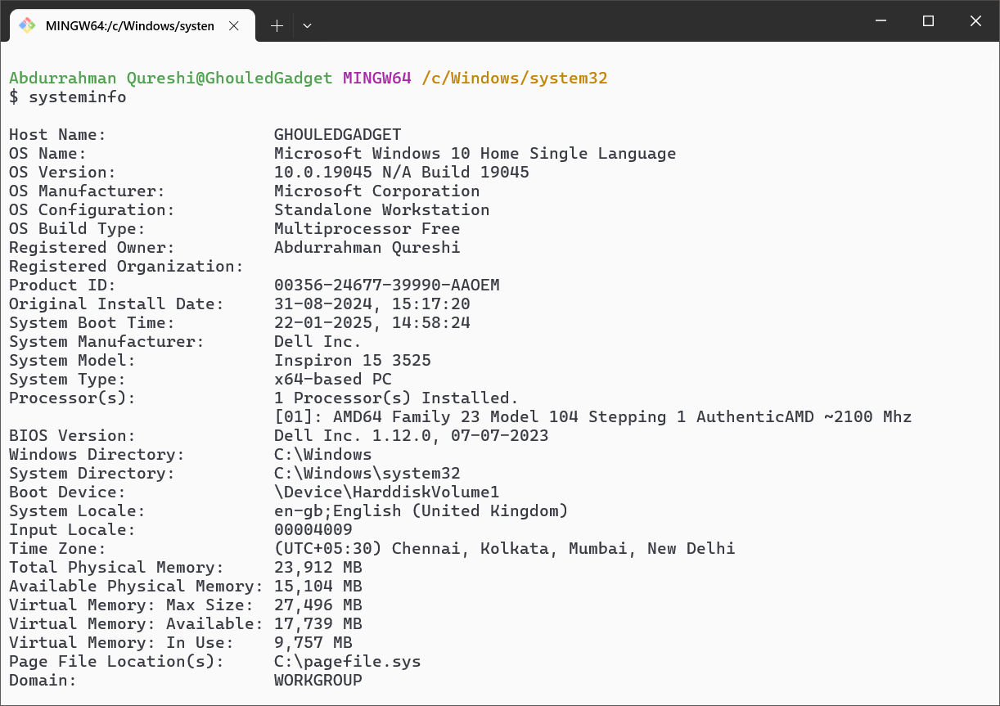 MINGW64:/c/Windows/system
Abdurrahman Qureshi@GhouledGadget MINGW64 /c/Windows/system32
$ systeminfo
Host Name: GHOULEDGADGET
OS Name: Microsoft Windows 10 Home Single Language
OS Version: 10.0.19045 N/A Build 19045
OS Manufacturer: Microsoft Corporation
OS Configuration: Standalone Workstation
OS Build Type: Multiprocessor Free
Registered Owner: Abdurrahman Qureshi
Registered Organization:
Product ID: 00356-24677-39990-AAOEM
Original Install Date: 31-08-2024, 15:17:20
System Boot Time: 22-01-2025, 14:58:24
System Manufacturer: Dell Inc.
System Model: Inspiron 15 3525
System Type: x64-based PC
Processor(s): 1 Processor(s) Installed.
[01]: AMD64 Family 23 Model 104 Stepping 1 AuthenticAMD ~2100 Mhz
BIOS Version: Dell Inc. 1.12.0, 07-07-2023
Windows Directory: C:\Windows
System Directory: C:\Windows\system32
Boot Device: \Device\HarddiskVolume1
System Locale: en-gb;English (United Kingdom)
Input Locale: 00004009
Time Zone: (UTC+05:30) Chennai, Kolkata, Mumbai, New Delhi
Total Physical Memory: 23,912 MB
Available Physical Memory: 15,104 MB
Virtual Memory: Max Size: 27,496 MB
Virtual Memory: Available: 17,739 MB
Virtual Memory: In Use: 9,757 MB
Page File Location(s): C:\pagefile.sys
Domain: WORKGROUP